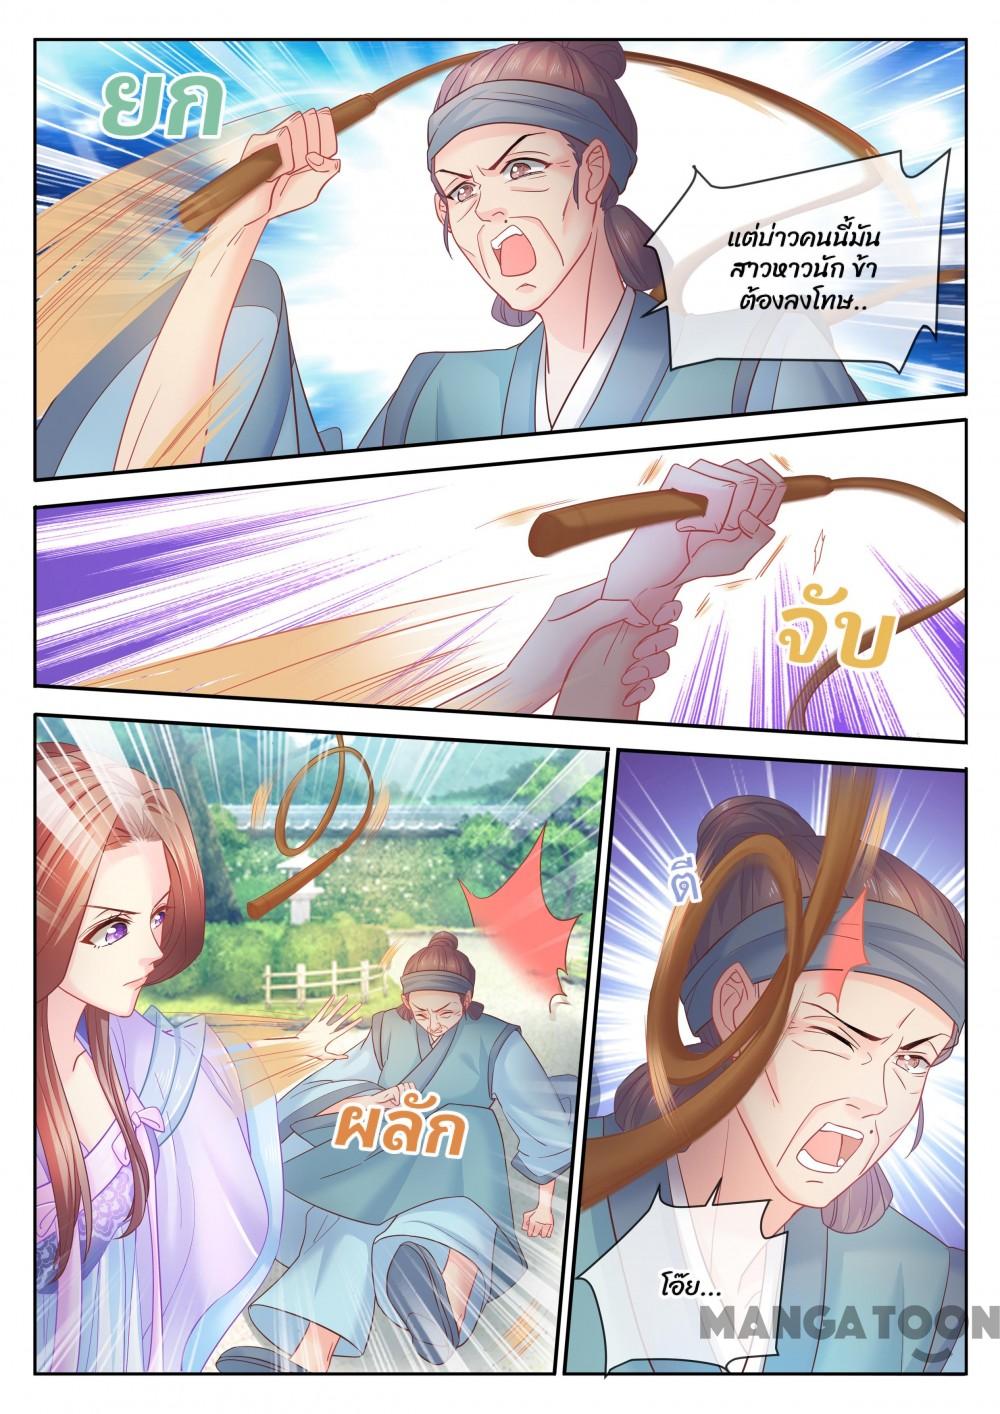 ยก
แต่บ่าวคนนี้มัน
สาวหาวนัก ข้า
ต้องลงโทษ..
จับ
ผลัก
ตี
โอ๊ย...
MANGATOON